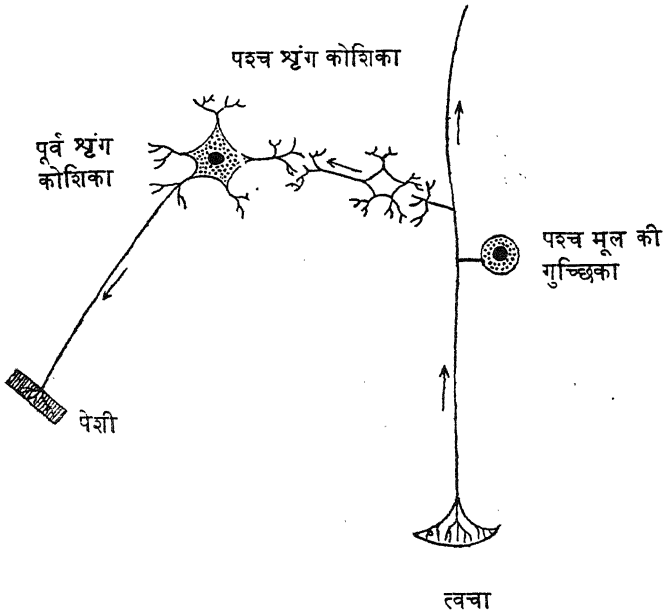 पश्च शृंग कोशिका
पूर्व शृंग
कोशिका
पश्च मूल की
गुच्छिका
पेशी
त्वचा